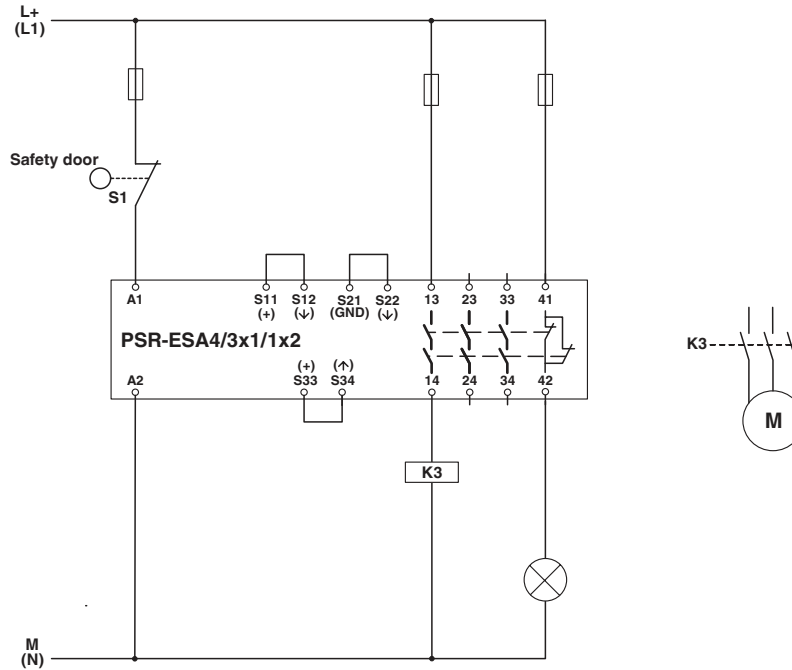 L+
(L1)
Safety door
S1
A1
S11
(+)
S12
(↓)
S21
(GND)
S22
(↓)
13
23
33
41
PSR-ESA4/3x1/1x2
K3
M
A2
(+)
S33
(↑)
S34
14
24
34
42
K3
M
(N)